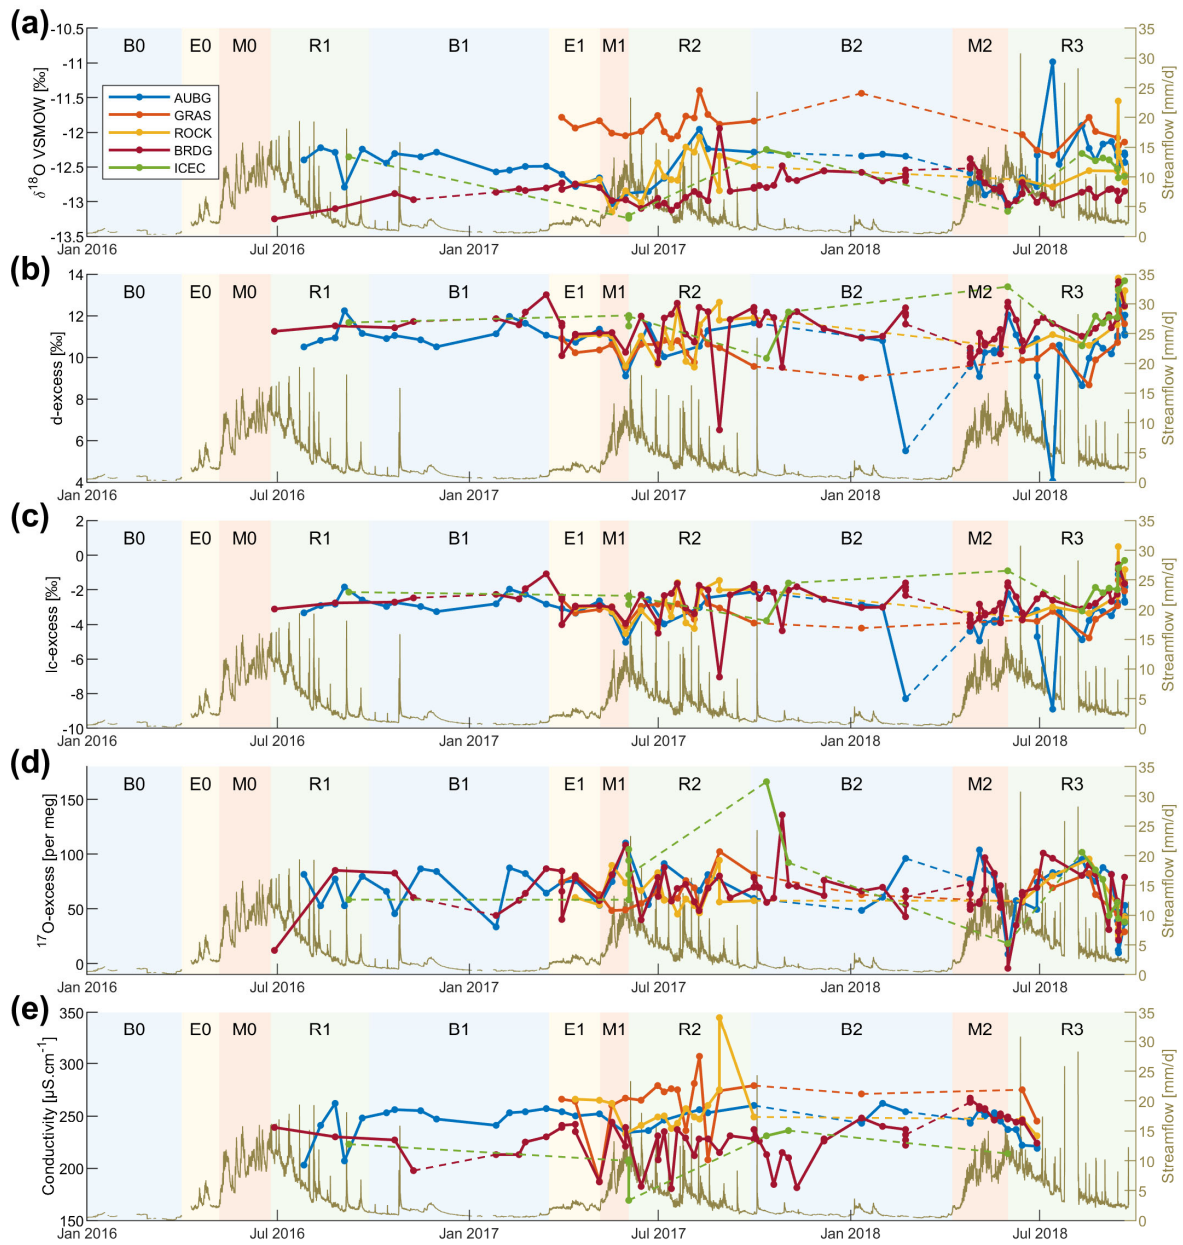 (a)
B0 E0 M0 R1 B1 E1 M1 R2 B2 M2 R3
δ18O VSMOW [‰]
-10.5
-11
-11.5
-12
-12.5
-13
-13.5
AUBG
GRAS
ROCK
BRDG
ICEC
Streamflow [mm/d]
35
30
25
20
15
10
5
0
Jan 2016 Jul 2016 Jan 2017 Jul 2017 Jan 2018 Jul 2018
(b)
B0 E0 M0 R1 B1 E1 M1 R2 B2 M2 R3
d-excess [‰]
14
12
10
8
6
4
Streamflow [mm/d]
35
30
25
20
15
10
5
0
Jan 2016 Jul 2016 Jan 2017 Jul 2017 Jan 2018 Jul 2018
(c)
B0 E0 M0 R1 B1 E1 M1 R2 B2 M2 R3
lc-excess [‰]
2
0
-2
-4
-6
-8
-10
Streamflow [mm/d]
35
30
25
20
15
10
5
0
Jan 2016 Jul 2016 Jan 2017 Jul 2017 Jan 2018 Jul 2018
(d)
B0 E0 M0 R1 B1 E1 M1 R2 B2 M2 R3
17O-excess [per meg]
150
100
50
0
Streamflow [mm/d]
35
30
25
20
15
10
5
0
Jan 2016 Jul 2016 Jan 2017 Jul 2017 Jan 2018 Jul 2018
(e)
B0 E0 M0 R1 B1 E1 M1 R2 B2 M2 R3
Conductivity [µS.cm-1]
350
300
250
200
150
Streamflow [mm/d]
35
30
25
20
15
10
5
0
Jan 2016 Jul 2016 Jan 2017 Jul 2017 Jan 2018 Jul 2018